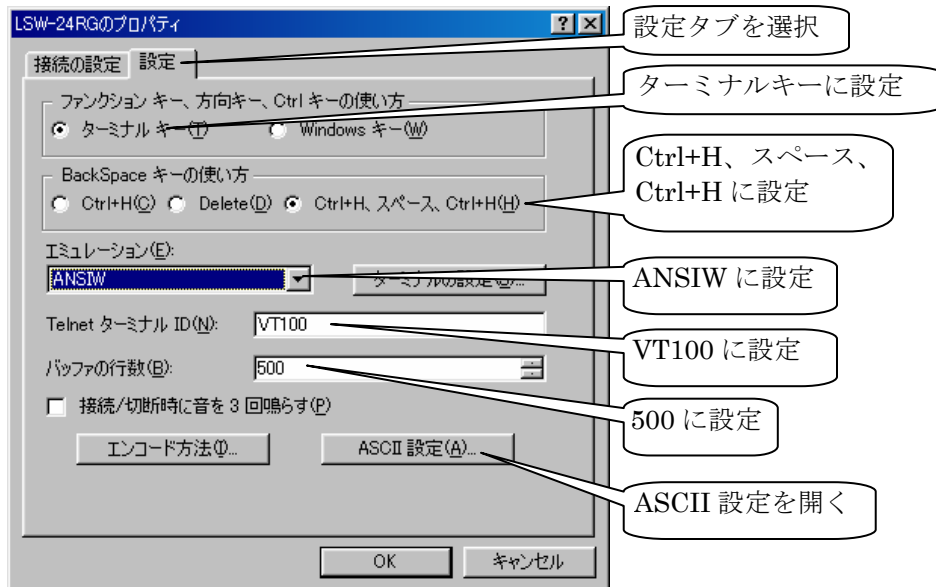 LSW-24RGのプロパティ
設定タブを選択
接続の設定 設定
ファンクション キー、方向キー、Ctrl キーの使い方
ターミナルキーに設定
ターミナル キー(T) Windows キー(W)
BackSpace キーの使い方
Ctrl+H、スペース、
Ctrl+H に設定
Ctrl+H(C) Delete(D) Ctrl+H、スペース、Ctrl+H(H)
エミュレーション(E):
ANSIW
ターミナルの設定(S)...
ANSIW に設定
Telnet ターミナル ID(N): VT100
VT100 に設定
バッファの行数(B): 500
500 に設定
接続/切断時に音を 3 回鳴らす(P)
エンコード方法(I)... ASCII 設定(A)...
ASCII 設定を開く
OK キャンセル